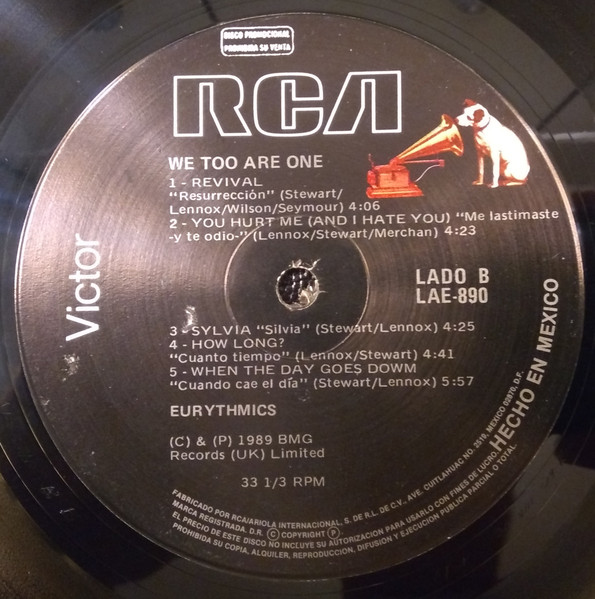 DISCO PROMOCIONAL
PROHIBIDA SU VENTA
RCA
WE TOO ARE ONE
1 - REVIVAL
"Resurrección" (Stewart/
Lennox/Wilson/Seymour) 4:06
2 - YOU HURT ME (AND I HATE YOU) "Me lastimaste
-y te odio-" (Lennox/Stewart/Merchan) 4:23
Victor
LADO B
LAE-890
3 - SYLVIA "Silvia" (Stewart/Lennox) 4:25
4 - HOW LONG?
"Cuanto tiempo" (Lennox/Stewart) 4:41
5 - WHEN THE DAY GOES DOWM
"Cuando cae el día" (Stewart/Lennox) 5:57
EURYTHMICS
(C) & (P) 1989 BMG
Records (UK) Limited
33 1/3 RPM
FABRICADO POR RCA/ARIOLA INTERNACIONAL, S. DE R.L. DE C.V., AVE. CUITLAHUAC NO. 2519, MEXICO 02870, D.F.
MARCA REGISTRADA. D.R. © COPYRIGHT Ⓟ
EL PRECIO DE ESTE DISCO NO INCLUYE SU AUTORIZACION PARA USARLO CON FINES DE LUCRO.
PROHIBIDA SU COPIA, ALQUILER, REPRODUCCION, DIFUSION Y EJECUCION PUBLICA PARCIAL O TOTAL.
HECHO EN MEXICO